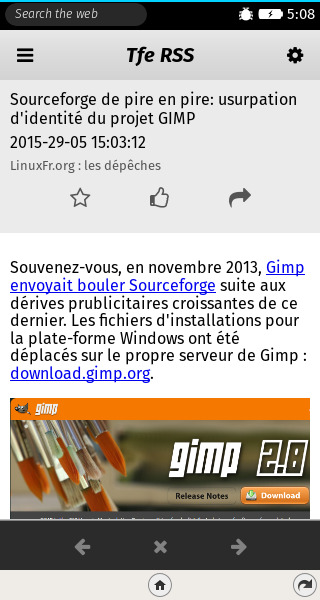 Search the web
5:08
Tfe RSS
Sourceforge de pire en pire: usurpation
d'identité du projet GIMP
2015-29-05 15:03:12
LinuxFr.org : les dépêches
Souvenez-vous, en novembre 2013, Gimp
envoyait bouler Sourceforge suite aux
dérives prublicitaires croissantes de ce
dernier. Les fichiers d'installations pour
la plate-forme Windows ont été
déplacés sur le propre serveur de Gimp :
download.gimp.org.
gimp
gimp 2.8
Release Notes
Download